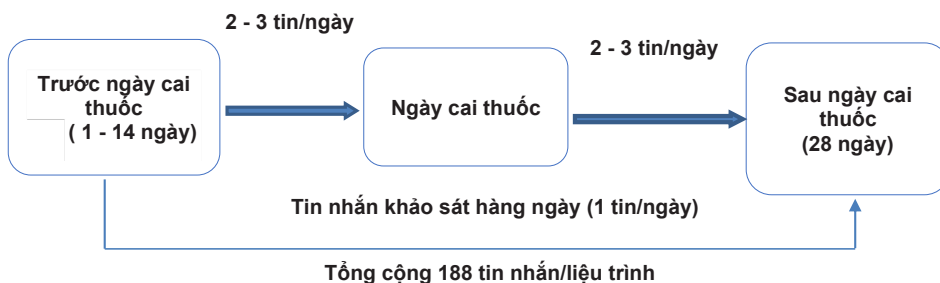 2 - 3 tin/ngày
2 - 3 tin/ngày
Trước ngày cai
thuốc
( 1 - 14 ngày)
Ngày cai thuốc
Sau ngày cai
thuốc
(28 ngày)
Tin nhắn khảo sát hàng ngày (1 tin/ngày)
Tổng cộng 188 tin nhắn/liệu trình